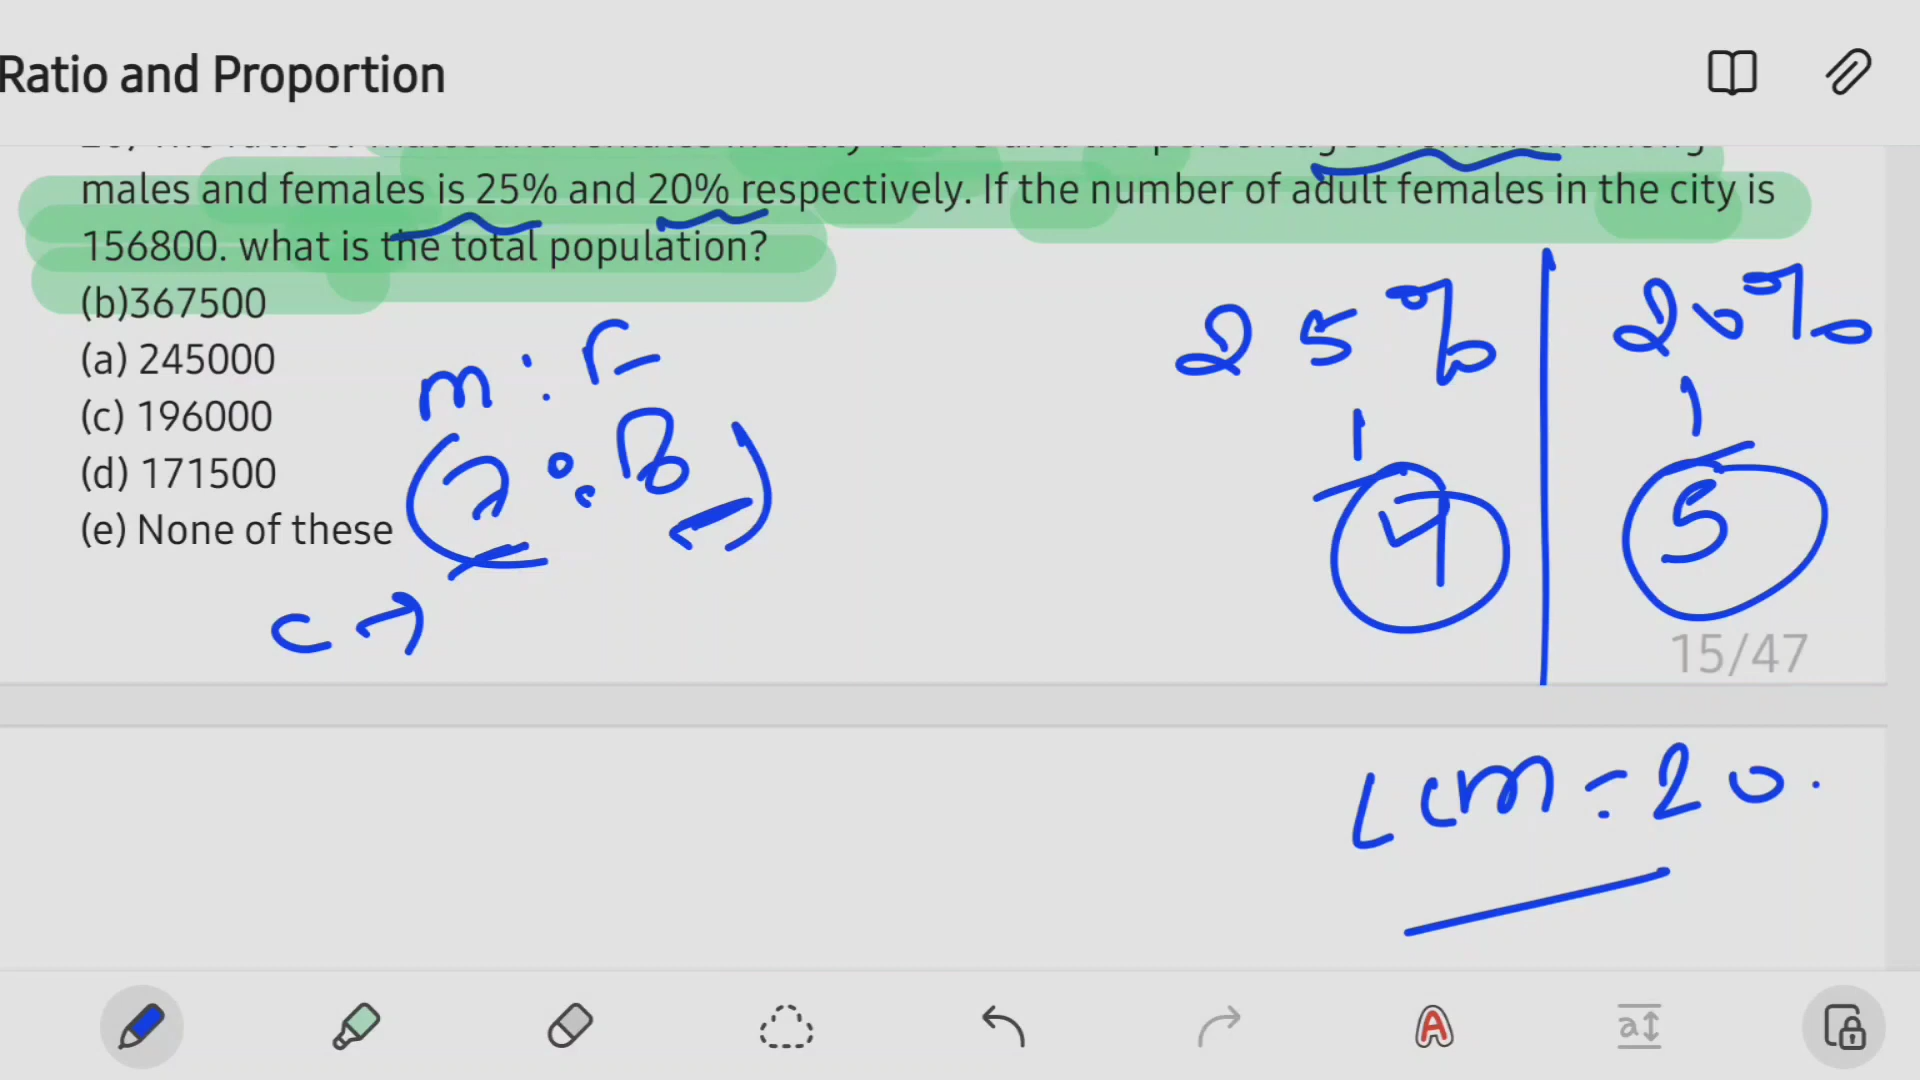 Ratio and Proportion
males and females is 25% and 20% respectively. If the number of adult females in the city is
156800. what is the total population?
(b)367500
(a) 245000
(c) 196000
(d) 171500
(e) None of these
m : F
25%
20%
1
4
1
5
C →
15/47
Lcm = 20.
A
a